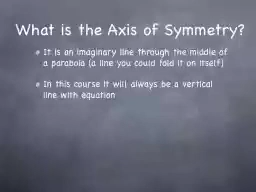 What is the Axis of Symmetry?
It is an imaginary line through the middle of
a parabola (a line you could fold it on itself)
In this course it will always be a vertical
line with equation